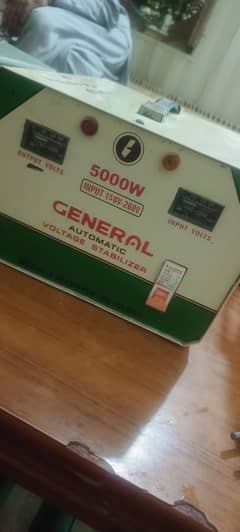 OUTPUT VOLTS.
5000W
INPUT 150V-260V
INPUT VOLTS.
GENERAL
AUTOMATIC
VOLTAGE STABILIZER